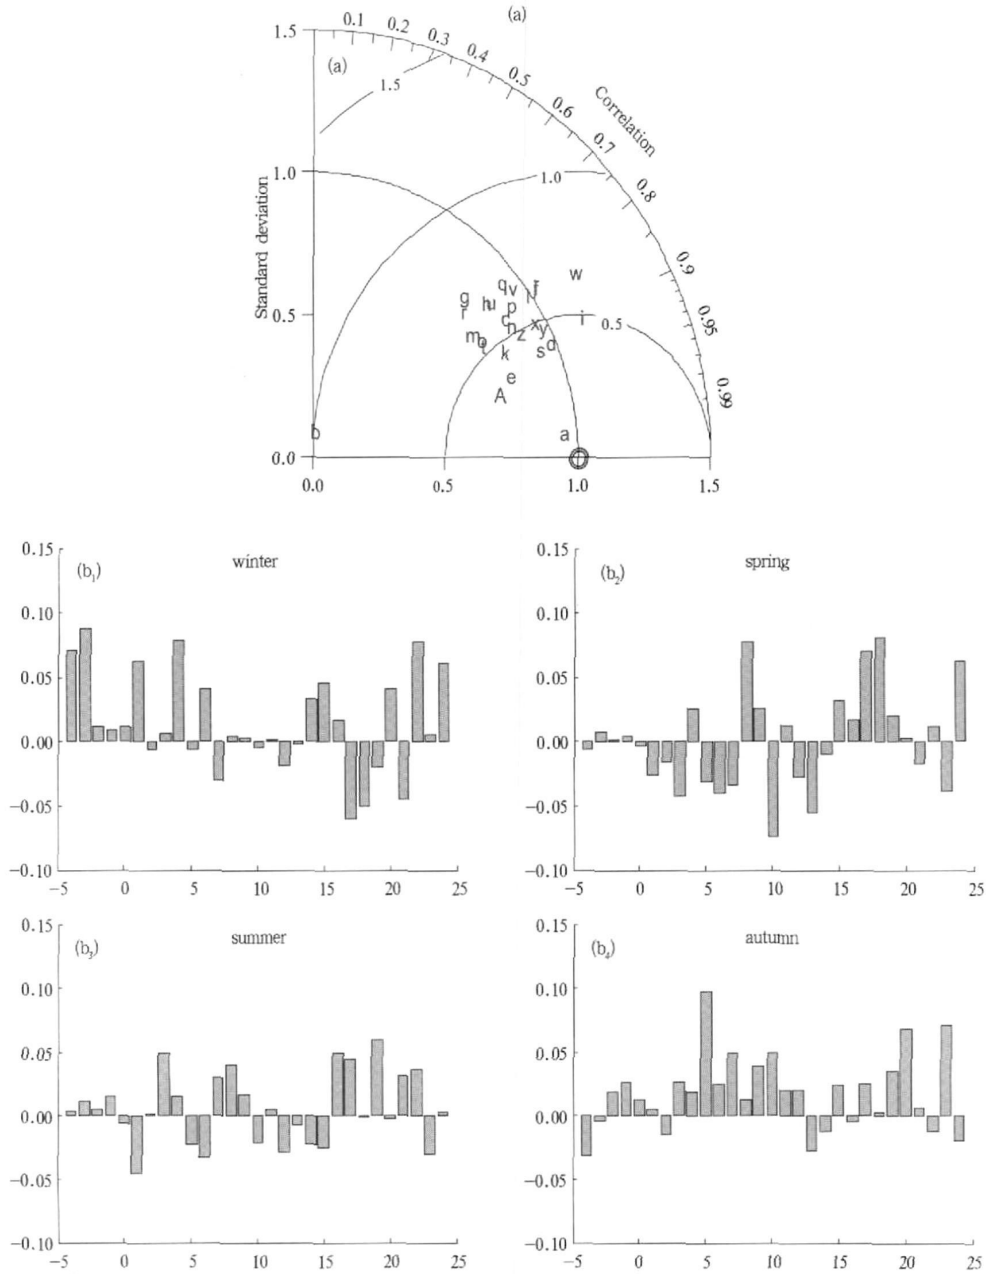 (a)
0.1 0.2 0.3 0.4 0.5 0.6 0.7 0.8 0.9 0.95 0.99
Correlation
Standard deviation
1.5
1.0
0.5
0.0
(a)
1.5
1.0
0.5
w
q v f j
g h u p
r c n x y i
m o t z d
k s
e
A
b a
0.0 0.5 1.0 1.5
(b1) winter
0.15
0.10
0.05
0.00
−0.05
−0.10
−5 0 5 10 15 20 25
(b2) spring
0.15
0.10
0.05
0.00
−0.05
−0.10
−5 0 5 10 15 20 25
(b3) summer
0.15
0.10
0.05
0.00
−0.05
−0.10
−5 0 5 10 15 20 25
(b4) autumn
0.15
0.10
0.05
0.00
−0.05
−0.10
−5 0 5 10 15 20 25